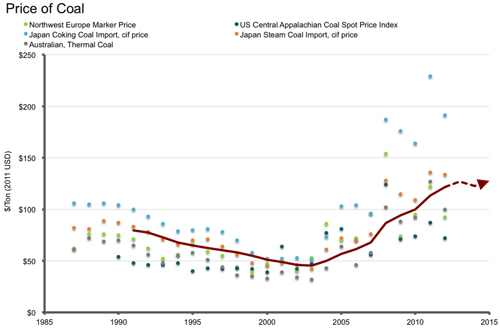 Price of Coal
Northwest Europe Marker Price
US Central Appalachian Coal Spot Price Index
Japan Coking Coal Import, cif price
Japan Steam Coal Import, cif price
Australian, Thermal Coal
$250
$200
$150
$100
$50
$0
$/Ton (2011 USD)
1985 1990 1995 2000 2005 2010 2015